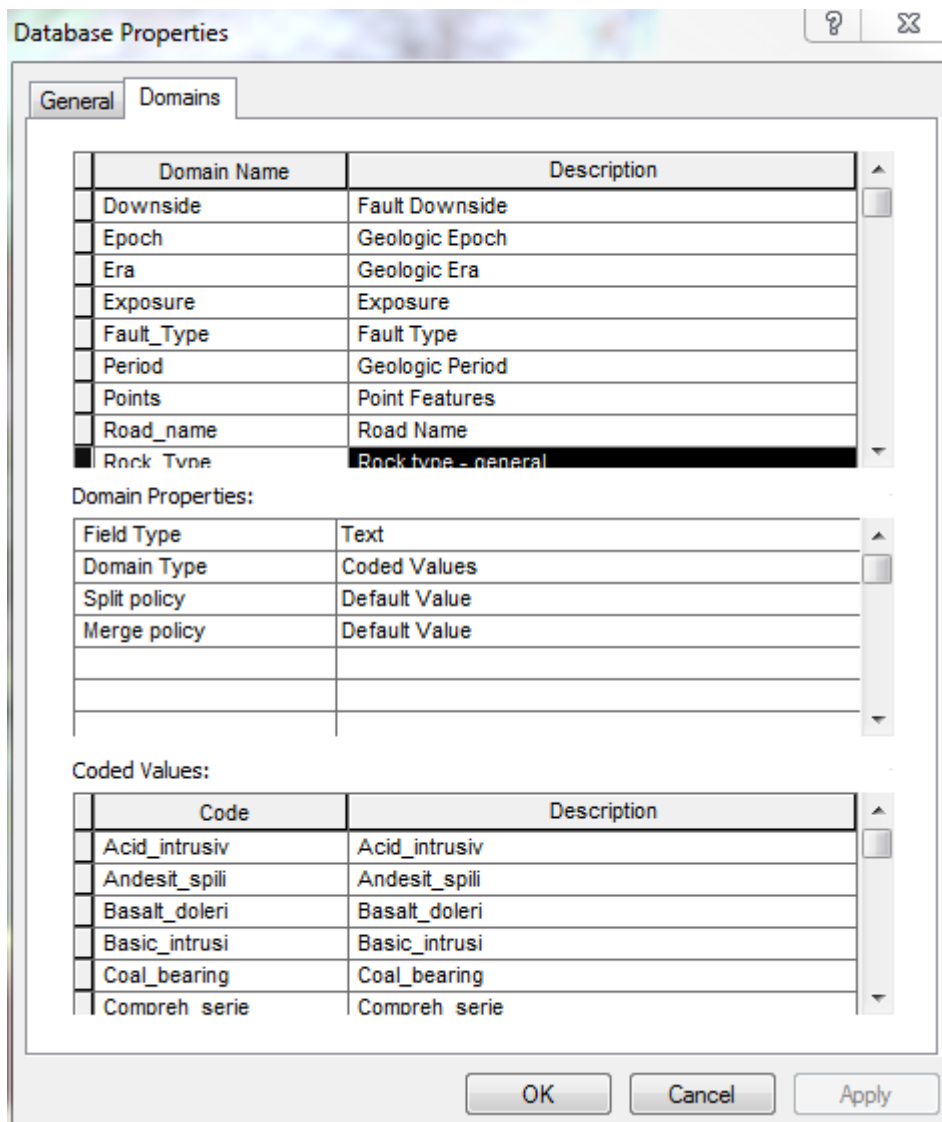 Database Properties
General Domains
Domain Name Description
Downside Fault Downside
Epoch Geologic Epoch
Era Geologic Era
Exposure Exposure
Fault_Type Fault Type
Period Geologic Period
Points Point Features
Road_name Road Name
Rock_Type Rock type - general
Domain Properties:
Field Type Text
Domain Type Coded Values
Split policy Default Value
Merge policy Default Value
Coded Values:
Code Description
Acid_intrusiv Acid_intrusiv
Andesit_spili Andesit_spili
Basalt_doleri Basalt_doleri
Basic_intrusi Basic_intrusi
Coal_bearing Coal_bearing
Compreh_serie Compreh_serie
OK Cancel Apply